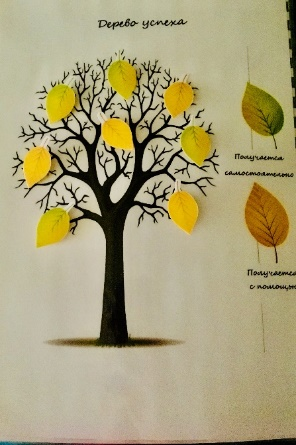 Дерево успеха
Получается
самостоятельно
Получается
с помощью